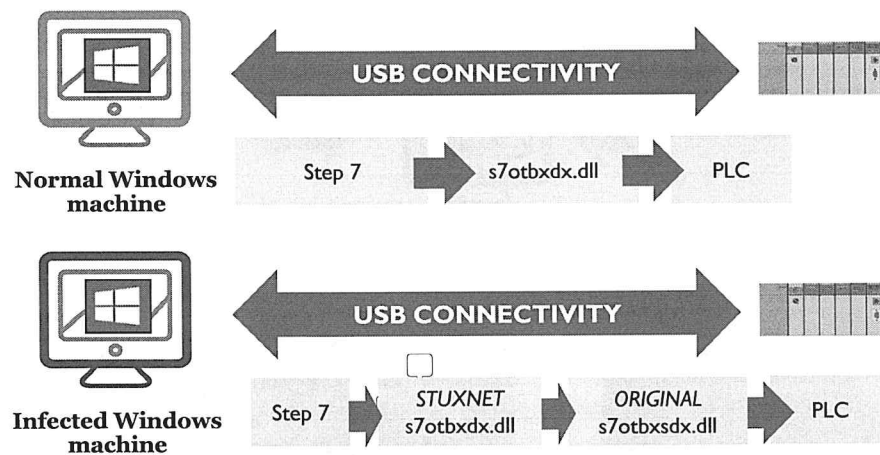 USB CONNECTIVITY
Normal Windows
machine
Step 7
s7otbxdx.dll
PLC
USB CONNECTIVITY
Infected Windows
machine
Step 7
STUXNET
s7otbxdx.dll
ORIGINAL
s7otbxsdx.dll
PLC